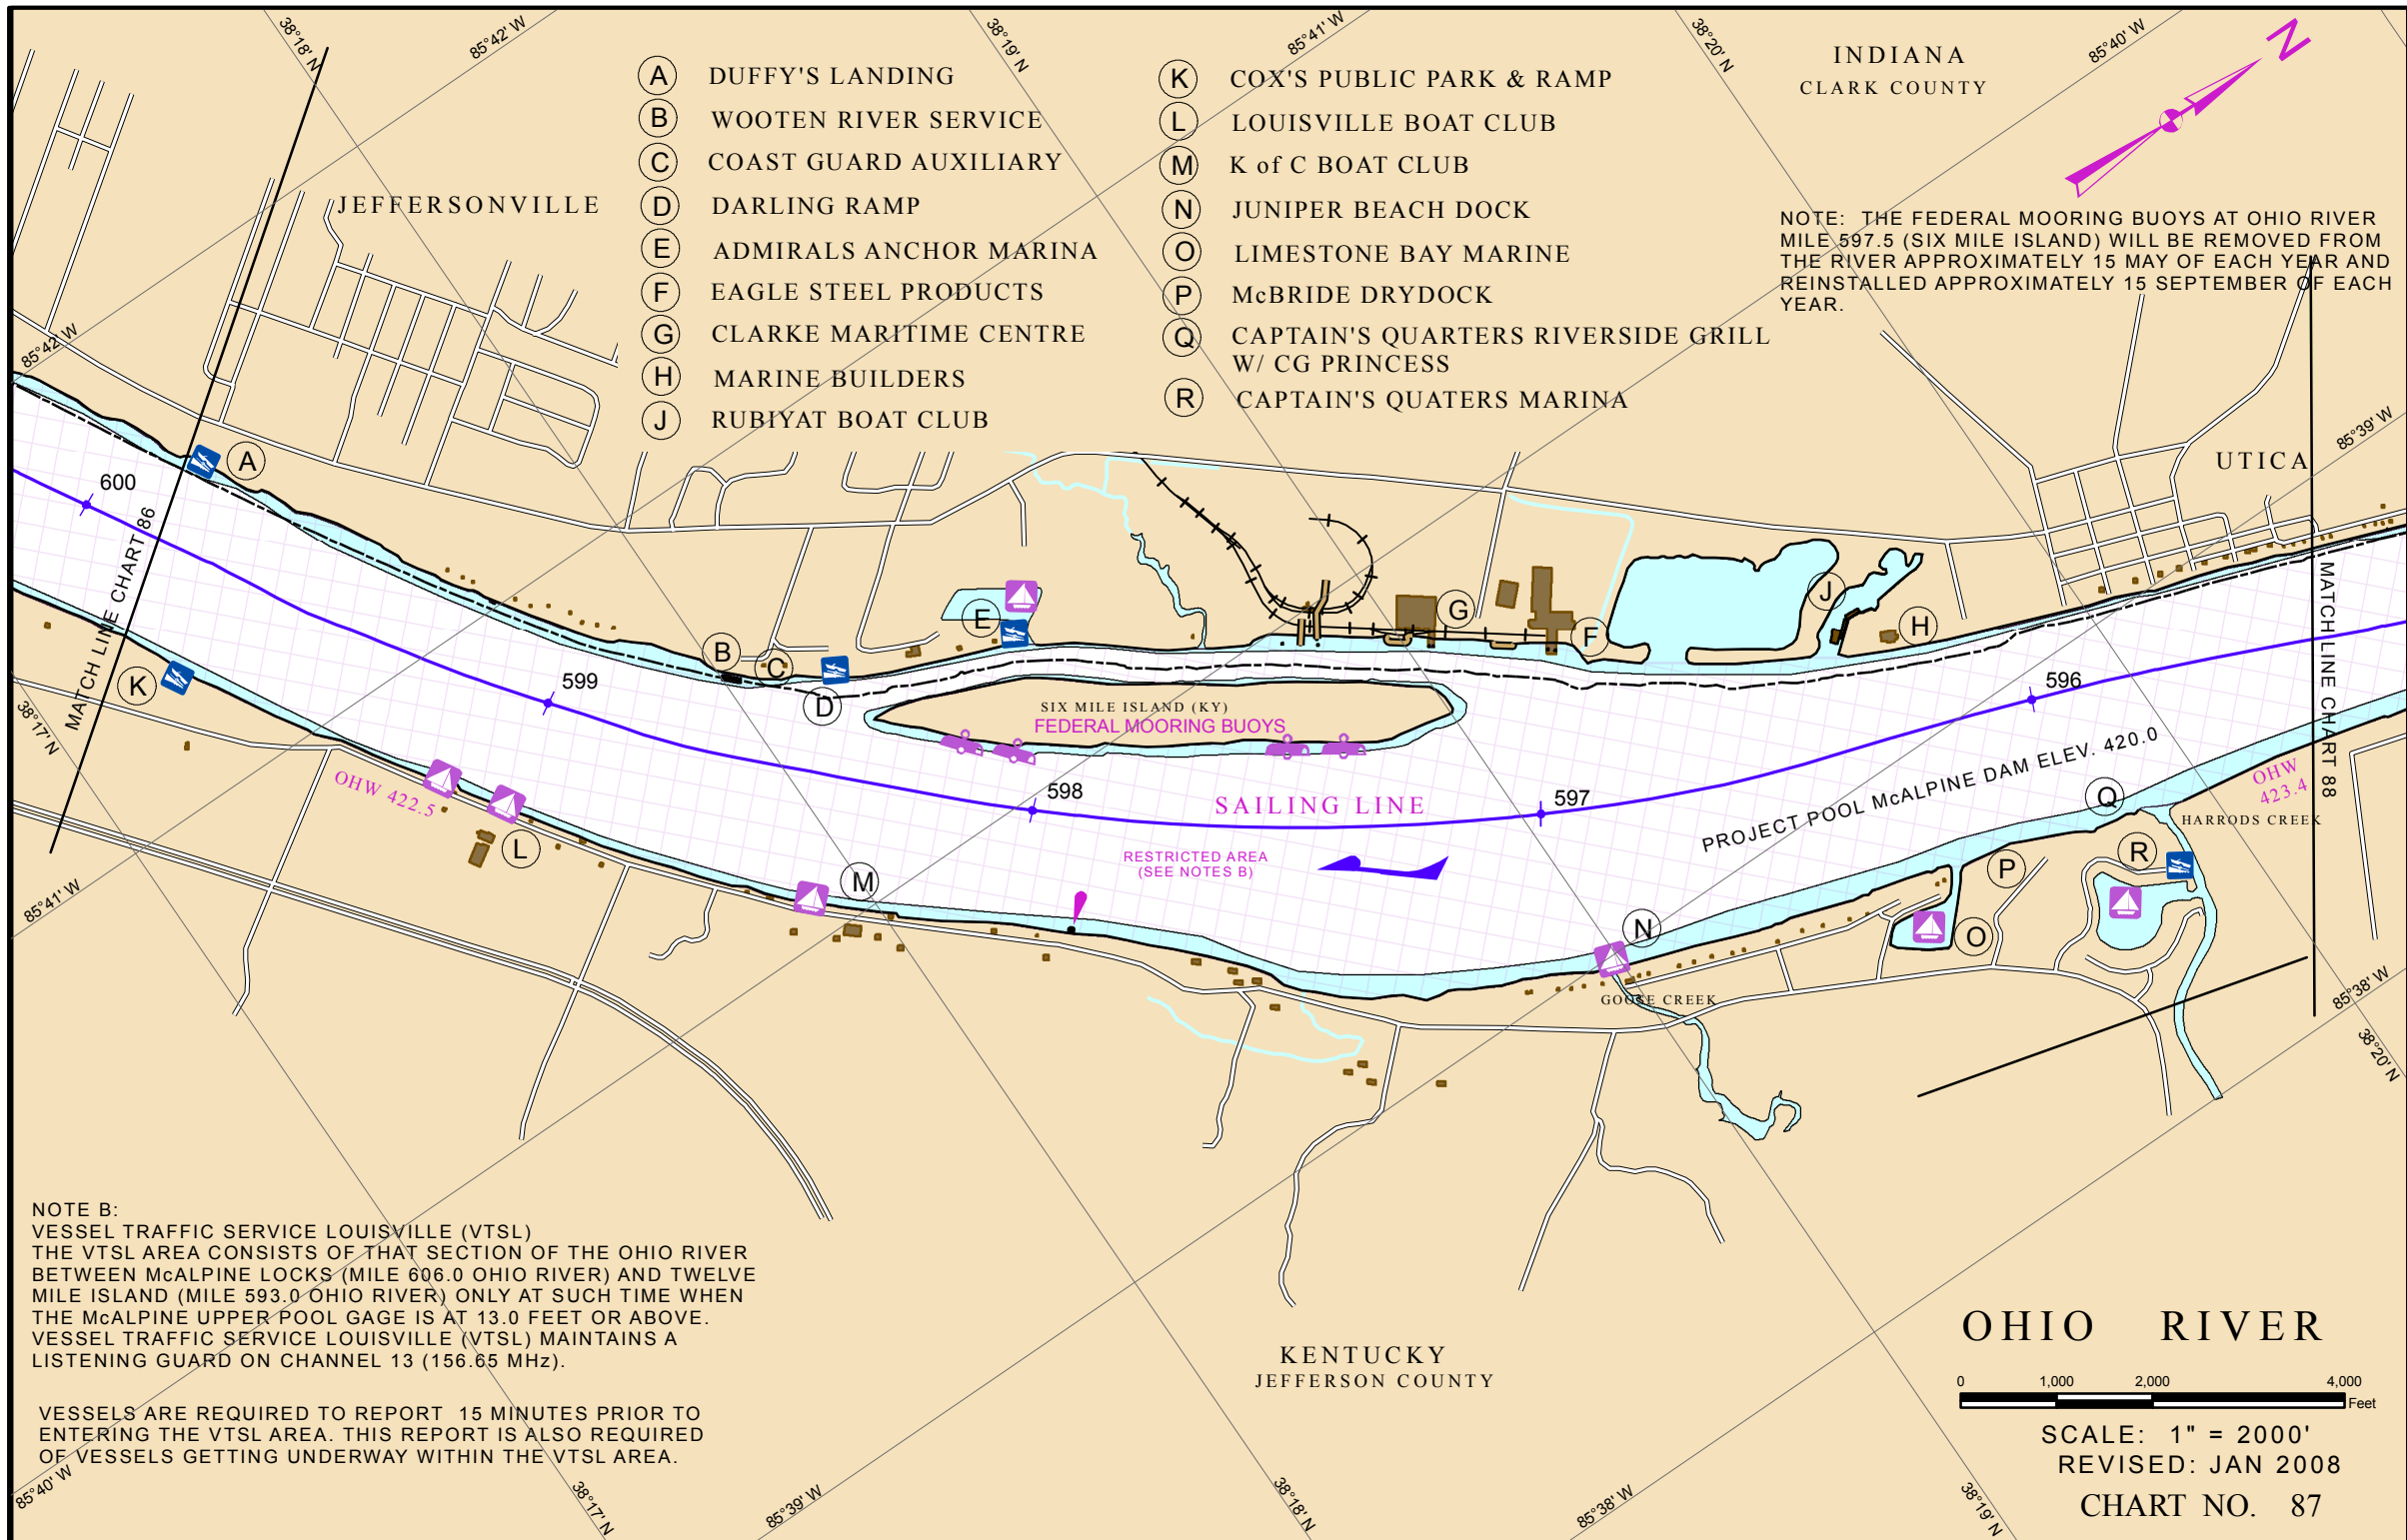 38°18' N
85°42' W
38°19' N
85°41' W
38°20' N
85°40' W
N
INDIANA
CLARK COUNTY
A DUFFY'S LANDING
B WOOTEN RIVER SERVICE
C COAST GUARD AUXILIARY
D DARLING RAMP
E ADMIRALS ANCHOR MARINA
F EAGLE STEEL PRODUCTS
G CLARKE MARITIME CENTRE
H MARINE BUILDERS
J RUBIYAT BOAT CLUB
K COX'S PUBLIC PARK & RAMP
L LOUISVILLE BOAT CLUB
M K of C BOAT CLUB
N JUNIPER BEACH DOCK
O LIMESTONE BAY MARINE
P McBRIDE DRYDOCK
Q CAPTAIN'S QUARTERS RIVERSIDE GRILL
W/ CG PRINCESS
R CAPTAIN'S QUATERS MARINA
NOTE: THE FEDERAL MOORING BUOYS AT OHIO RIVER
MILE 597.5 (SIX MILE ISLAND) WILL BE REMOVED FROM
THE RIVER APPROXIMATELY 15 MAY OF EACH YEAR AND
REINSTALLED APPROXIMATELY 15 SEPTEMBER OF EACH
YEAR.
JEFFERSONVILLE
85°42' W
85°39' W
UTICA
A
600
MATCH LINE CHART 86
K
38°17' N
B
C
D
E
G
F
J
H
599
SIX MILE ISLAND (KY)
FEDERAL MOORING BUOYS
598
SAILING LINE
597
596
MATCH LINE CHART 88
PROJECT POOL McALPINE DAM ELEV. 420.0
OHW 422.5
OHW
423.4
Q
HARRODS CREEK
RESTRICTED AREA
(SEE NOTES B)
L
M
N
P
R
O
GOOSE CREEK
85°41' W
85°38' W
38°20' N
NOTE B:
VESSEL TRAFFIC SERVICE LOUISVILLE (VTSL)
THE VTSL AREA CONSISTS OF THAT SECTION OF THE OHIO RIVER
BETWEEN McALPINE LOCKS (MILE 606.0 OHIO RIVER) AND TWELVE
MILE ISLAND (MILE 593.0 OHIO RIVER) ONLY AT SUCH TIME WHEN
THE McALPINE UPPER POOL GAGE IS AT 13.0 FEET OR ABOVE.
VESSEL TRAFFIC SERVICE LOUISVILLE (VTSL) MAINTAINS A
LISTENING GUARD ON CHANNEL 13 (156.65 MHz).
VESSELS ARE REQUIRED TO REPORT 15 MINUTES PRIOR TO
ENTERING THE VTSL AREA. THIS REPORT IS ALSO REQUIRED
OF VESSELS GETTING UNDERWAY WITHIN THE VTSL AREA.
KENTUCKY
JEFFERSON COUNTY
OHIO RIVER
0 1,000 2,000 4,000
Feet
SCALE: 1" = 2000'
REVISED: JAN 2008
CHART NO. 87
85°40' W
38°17' N
85°39' W
38°18' N
85°38' W
38°19' N